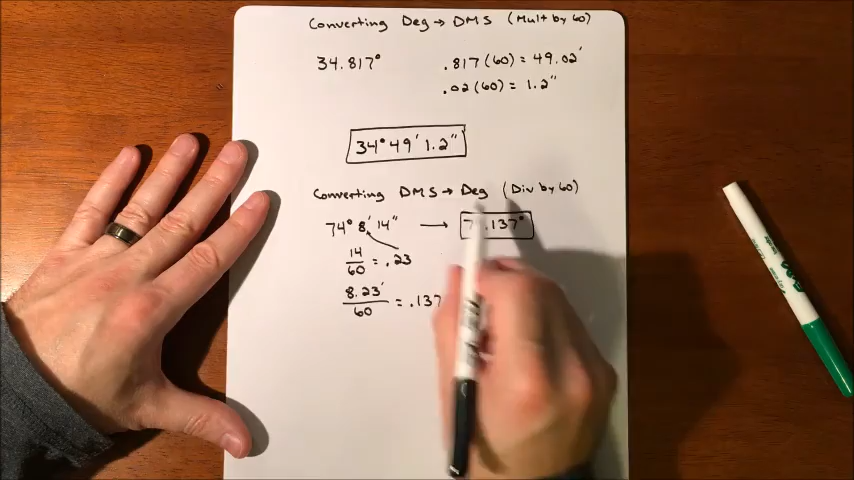 Converting Deg → DMS (Mult by 60)
34.817° .817(60) = 49.02'
.02(60) = 1.2"
34° 49' 1.2"
Converting DMS → Deg (Div by 60)
74° 8' 14" → 7 .137°
14/60 = .23
8.23'/60 = .137